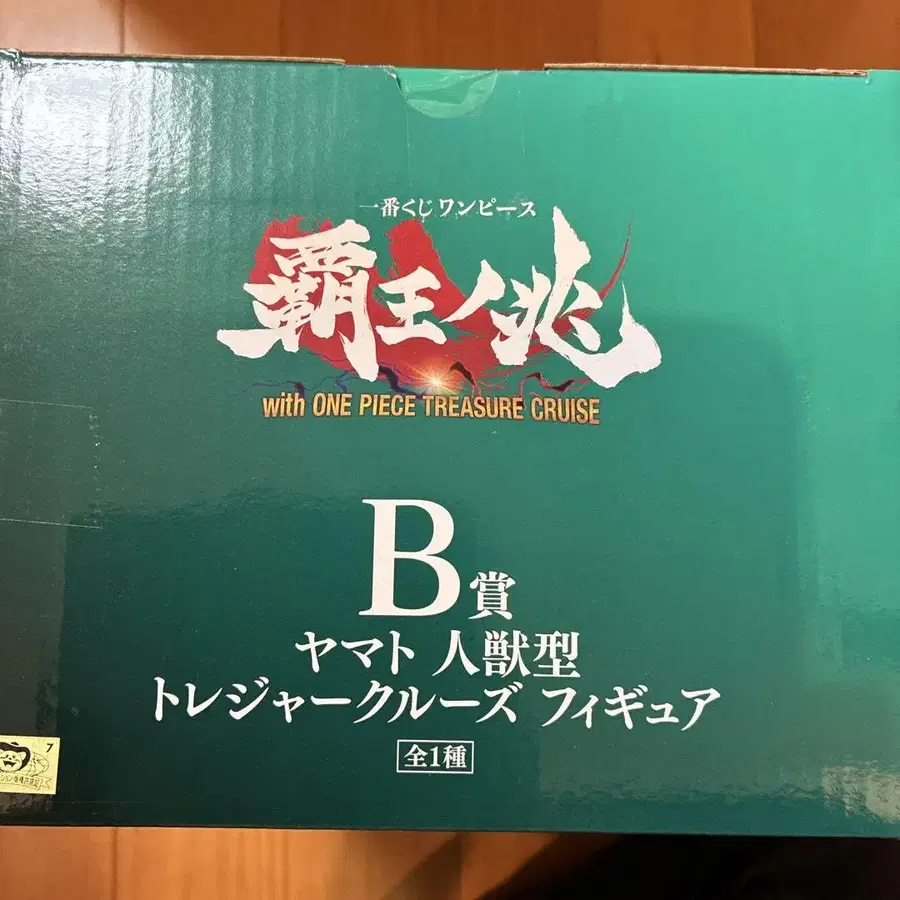 一番くじ ワンピース
覇王ノ兆
with ONE PIECE TREASURE CRUISE
B賞
ヤマト 人獣型
トレジャークルーズ フィギュア
全1種
7